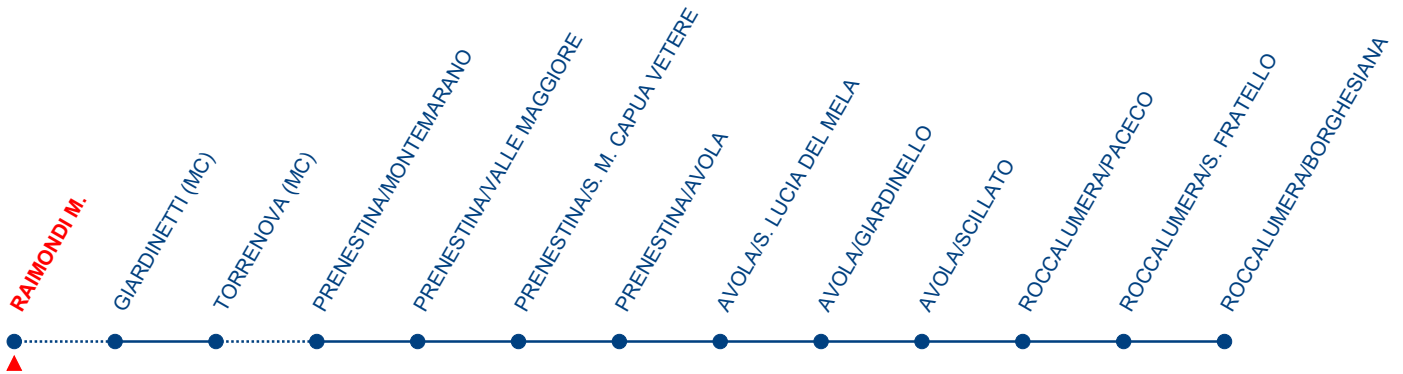 RAIMONDI M.
GIARDINETTI (MC)
TORRENOVA (MC)
PRENESTINA/MONTEMARANO
PRENESTINA/VALLE MAGGIORE
PRENESTINA/S. M. CAPUA VETERE
PRENESTINA/AVOLA
AVOLA/S. LUCIA DEL MELA
AVOLA/GIARDINELLO
AVOLA/SCILLATO
ROCCALUMERA/PACECO
ROCCALUMERA/S. FRATELLO
ROCCALUMERA/BORGHESIANA